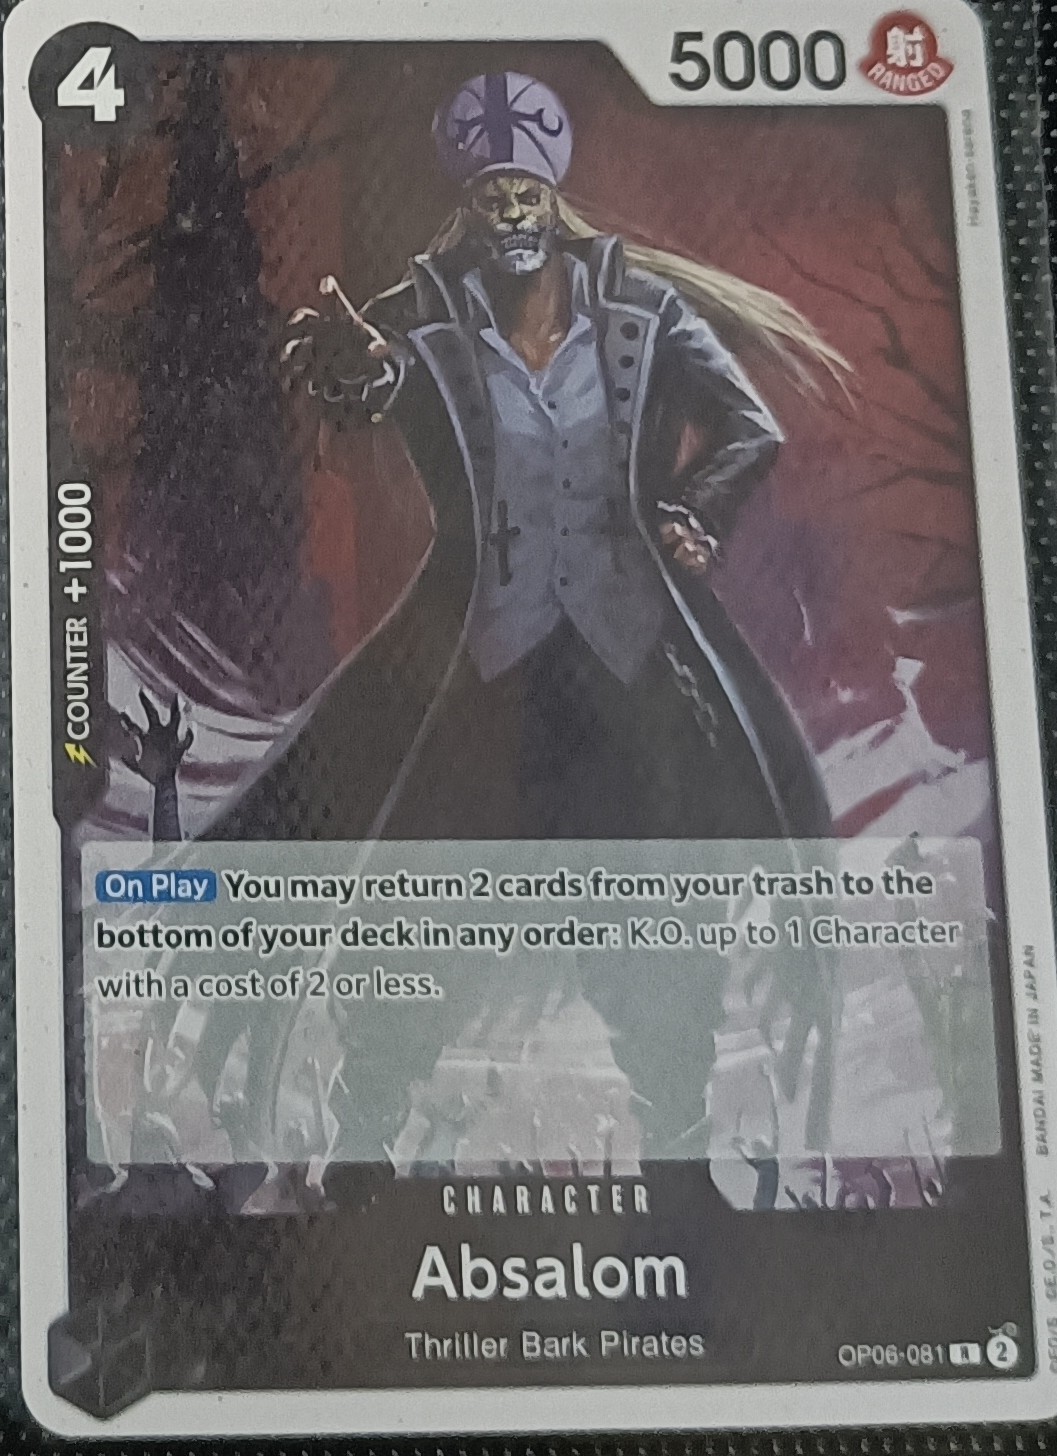 4
5000
射
RANGED
Hayaken-sarena
COUNTER +1000
On Play You may return 2 cards from your trash to the
bottom of your deck in any order: K.O. up to 1 Character
with a cost of 2 or less.
CHARACTER
Absalom
Thriller Bark Pirates
OP06-081 R 2
BANDAI MADE IN JAPAN